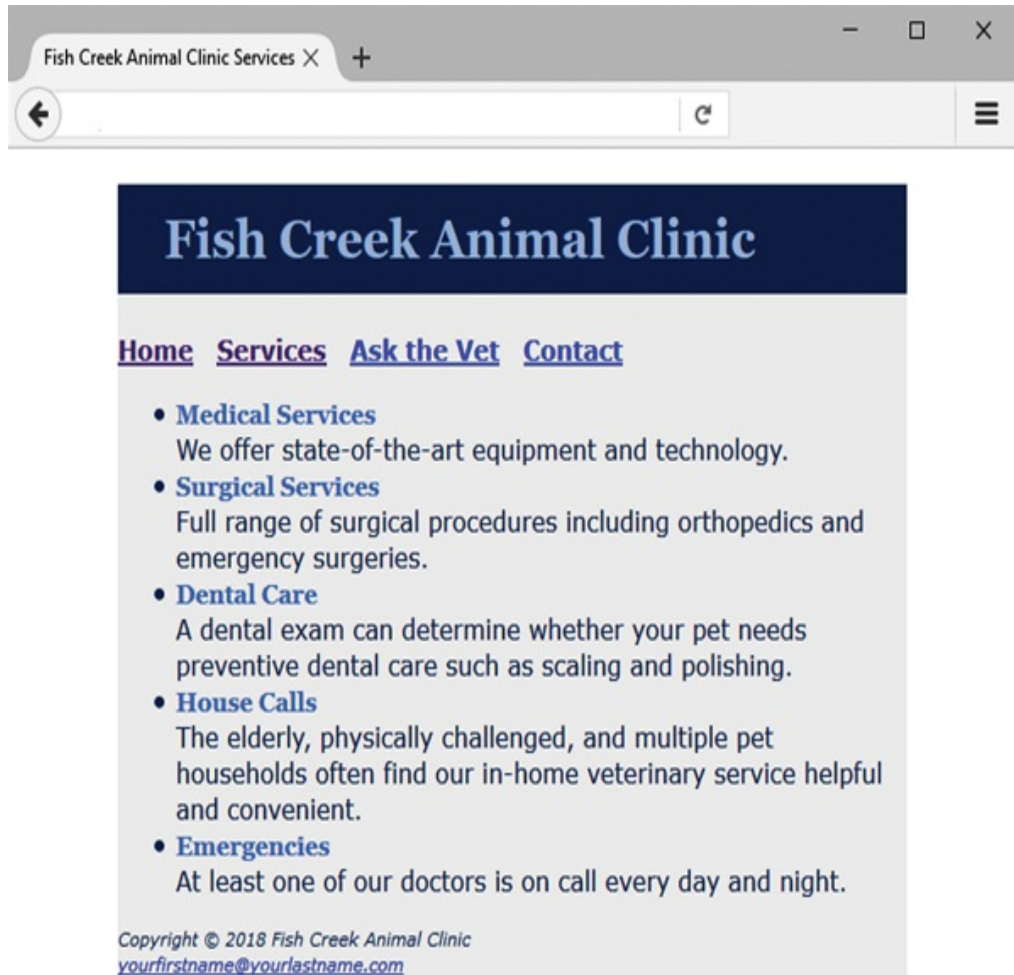 Fish Creek Animal Clinic Services
Fish Creek Animal Clinic
Home Services Ask the Vet Contact
Medical Services
We offer state-of-the-art equipment and technology.
Surgical Services
Full range of surgical procedures including orthopedics and
emergency surgeries.
Dental Care
A dental exam can determine whether your pet needs
preventive dental care such as scaling and polishing.
House Calls
The elderly, physically challenged, and multiple pet
households often find our in-home veterinary service helpful
and convenient.
Emergencies
At least one of our doctors is on call every day and night.
Copyright © 2018 Fish Creek Animal Clinic
yourfirstname@yourlastname.com